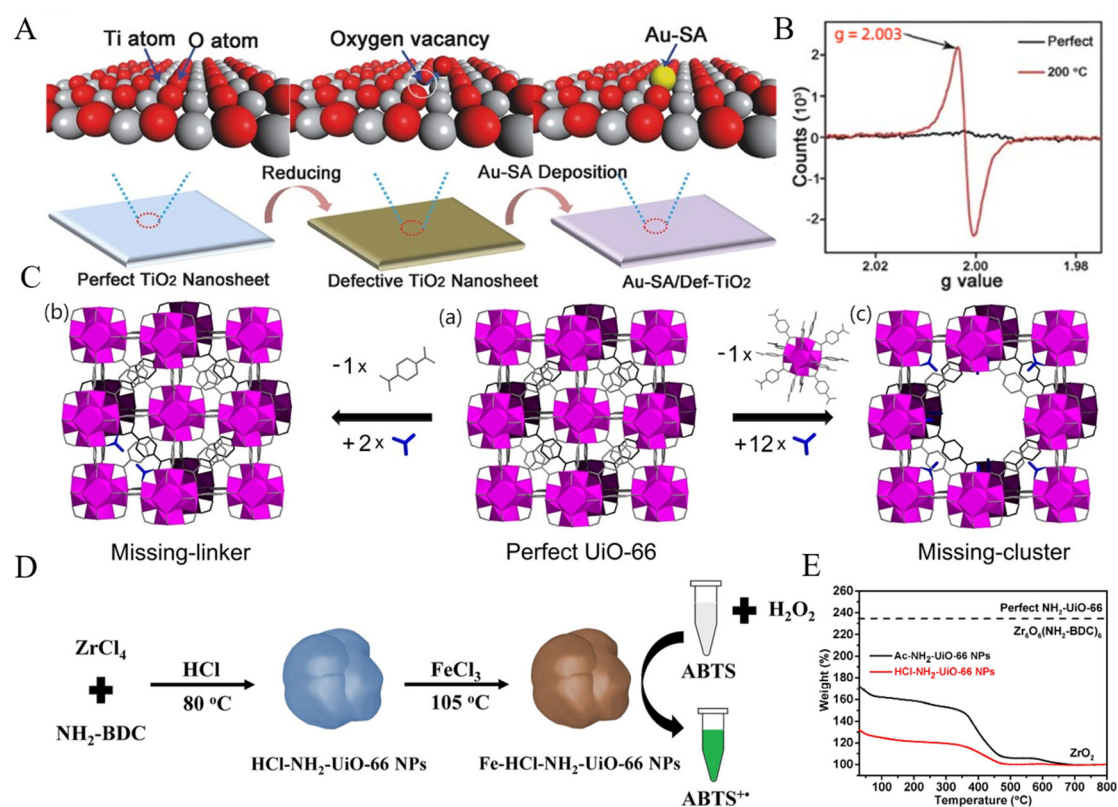 A
Ti atom
O atom
Oxygen vacancy
Au-SA
Reducing
Au-SA Deposition
Perfect TiO₂ Nanosheet
Defective TiO₂ Nanosheet
Au-SA/Def-TiO₂
B
g = 2.003
Perfect
200 °C
Counts (10³)
2
1
0
-1
-2
2.02
2.00
1.98
g value
C
(b)
-1 x
+2 x
Missing-linker
(a)
Perfect UiO-66
-1 x
+12 x
(c)
Missing-cluster
D
ZrCl₄
NH₂-BDC
HCl
80 °C
HCl-NH₂-UiO-66 NPs
FeCl₃
105 °C
Fe-HCl-NH₂-UiO-66 NPs
ABTS
H₂O₂
ABTS⁺•
E
Weight (%)
260
240
220
200
180
160
140
120
100
Perfect NH₂-UiO-66
Zr₆O₆(NH₂-BDC)₆
Ac-NH₂-UiO-66 NPs
HCl-NH₂-UiO-66 NPs
ZrO₂
100 200 300 400 500 600 700 800
Temperature (°C)